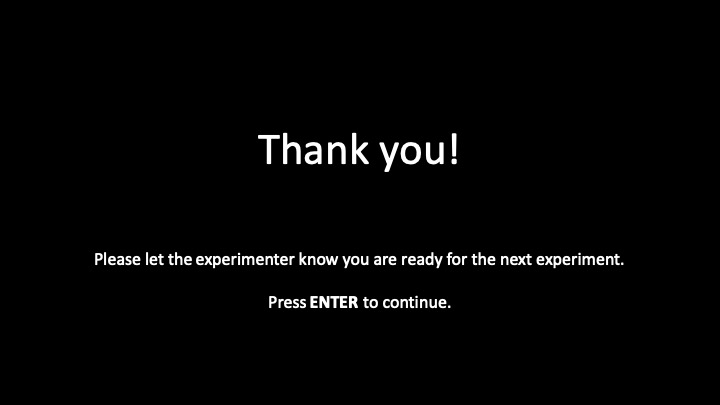 Thank you!
Please let the experimenter know you are ready for the next experiment.
Press ENTER to continue.